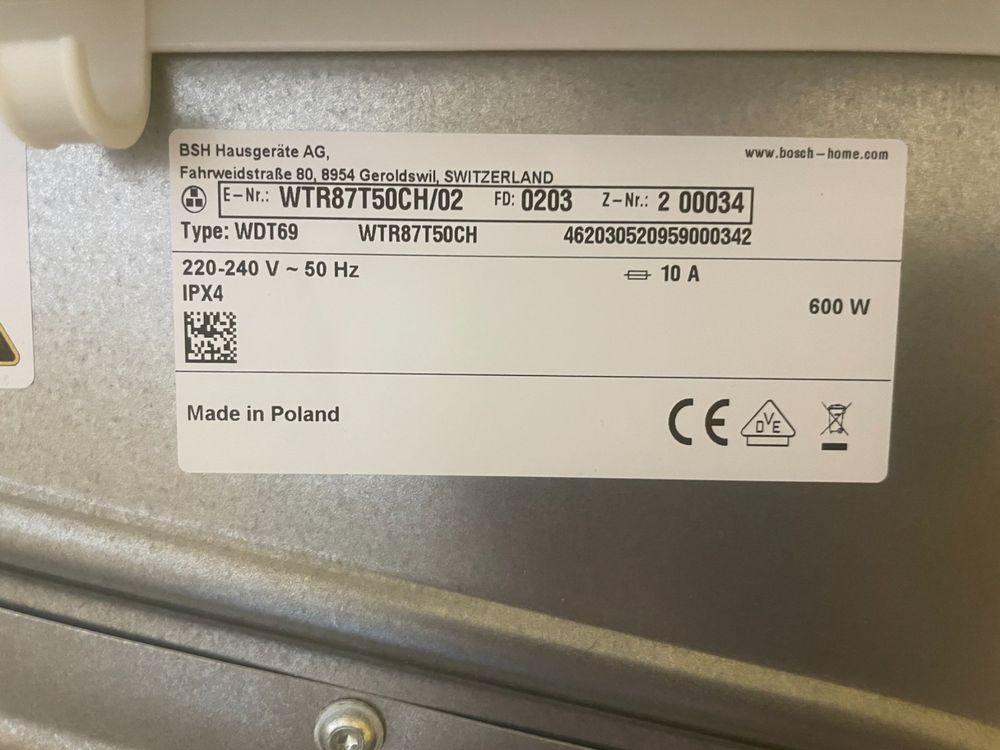 BSH Hausgeräte AG,
Fahrweidstraße 80, 8954 Geroldswil, SWITZERLAND
www.bosch-home.com
E-Nr.: WTR87T50CH/02 FD: 0203 Z-Nr.: 2 00034
Type: WDT69 WTR87T50CH 462030520959000342
220-240 V ~ 50 Hz 10 A
IPX4
600 W
Made in Poland
CE DVE